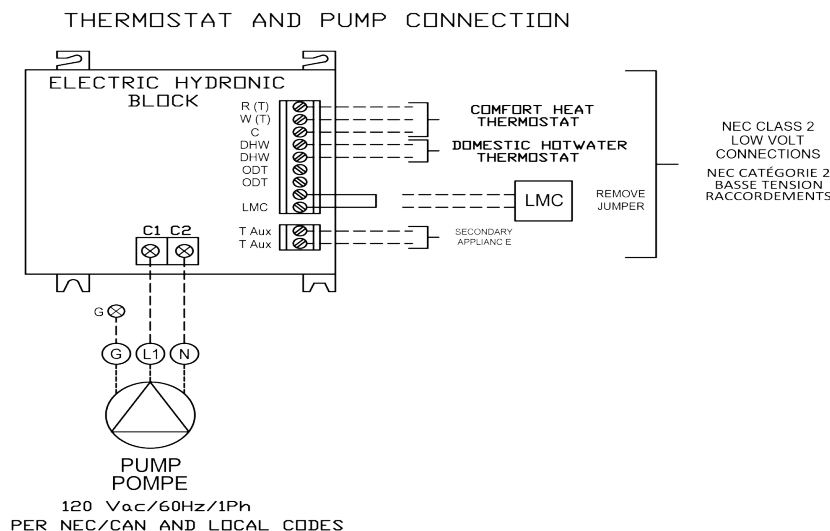 THERMOSTAT AND PUMP CONNECTION
ELECTRIC HYDRONIC
BLOCK
R (T)
W (T)
C
DHW
DHW
ODT
ODT
LMC
T Aux
T Aux
COMFORT HEAT
THERMOSTAT
DOMESTIC HOTWATER
THERMOSTAT
LMC
REMOVE
JUMPER
SECONDARY
APPLIANC E
NEC CLASS 2
LOW VOLT
CONNECTIONS
NEC CATÉGORIE 2
BASSE TENSION
RACCORDEMENTS
C1 C2
G
G L1 N
PUMP
POMPE
120 Vac/60Hz/1Ph
PER NEC/CAN AND LOCAL CODES